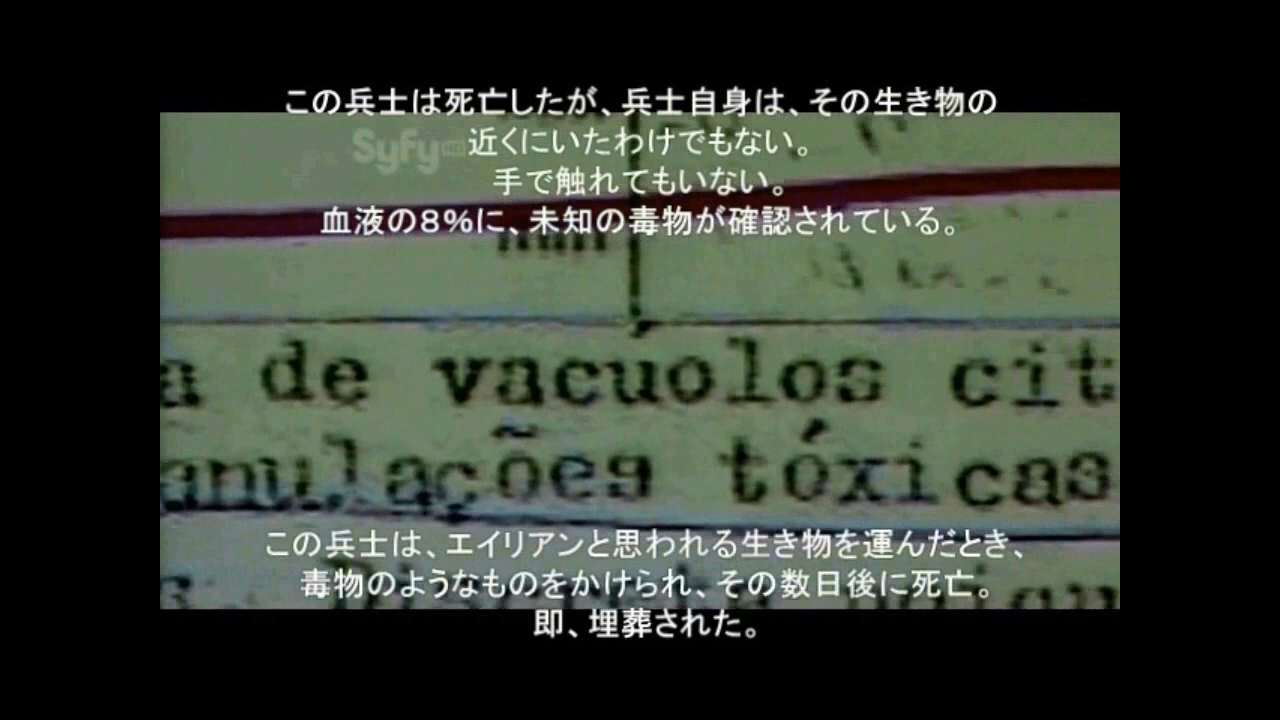 この兵士は死亡したが、兵士自身は、その生き物の
近くにいたわけでもない。
Syfy
手で触れてもいない。
血液の８％に、未知の毒物が確認されている。
a de vacuolos cit
anulações tóxicas
この兵士は、エイリアンと思われる生き物を運んだとき、
毒物のようなものをかけられ、その数日後に死亡。
即、埋葬された。